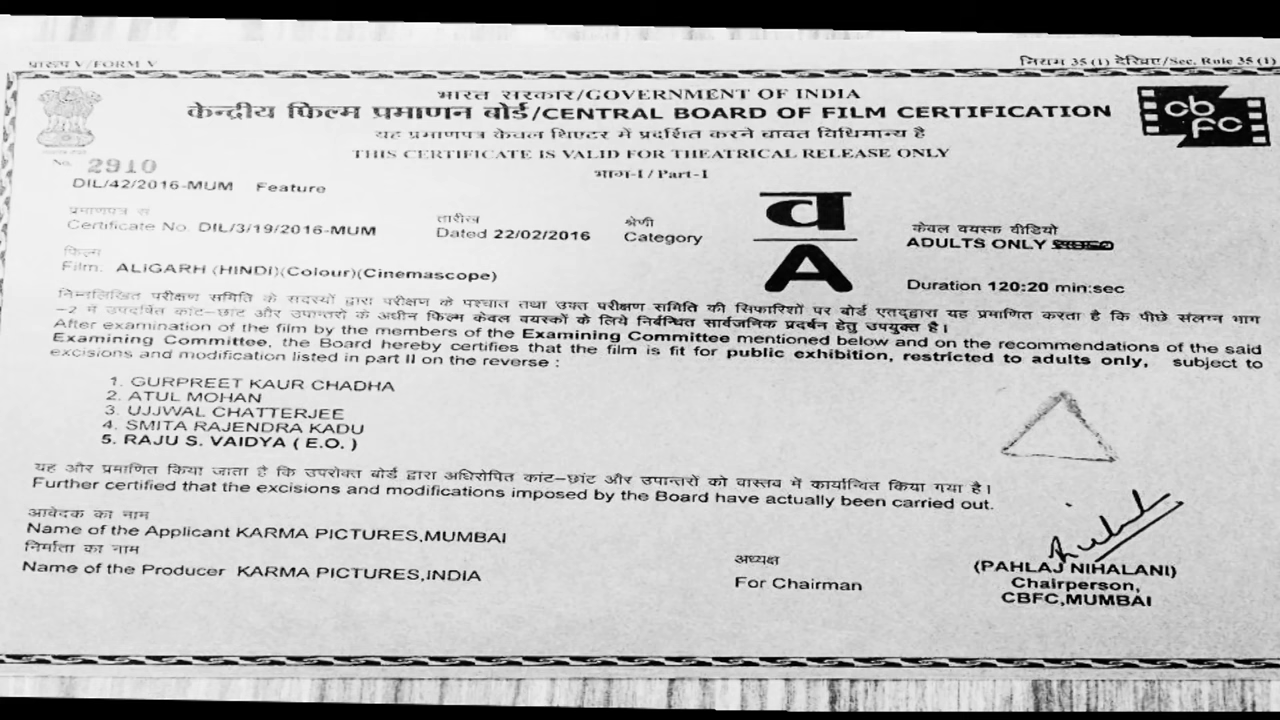 प्रारूप V/FORM V
नियम 35 (1) देखिए/Sec. Rule 35 (1)
भारत सरकार/GOVERNMENT OF INDIA
केन्द्रीय फिल्म प्रमाणन बोर्ड/CENTRAL BOARD OF FILM CERTIFICATION
cb
fc
यह प्रमाणपत्र केवल थिएटर में प्रदर्शित करने बाबत विधिमान्य है
THIS CERTIFICATE IS VALID FOR THEATRICAL RELEASE ONLY
No. 2910
भाग-I / Part-I
DIL/42/2016-MUM Feature
प्रमाणपत्र सं
Certificate No. DIL/3/19/2016-MUM
तारीख
Dated 22/02/2016
श्रेणी
Category
व
A
केवल वयस्क वीडियो
ADULTS ONLY
फिल्म
Film: ALiGARH (HINDI)(Colour)(Cinemascope)
Duration 120:20 min:sec
निम्नलिखित परीक्षण समिति के सदस्यों द्वारा परीक्षण के पश्चात तथा उक्त परीक्षण समिति की सिफारिशों पर बोर्ड एतद्द्वारा यह प्रमाणित करता है कि पीछे संलग्न भाग
-2 में उपदर्शित कांट-छाट और उपान्तरों के अधीन फिल्म केवल वयस्कों के लिये निर्बन्धित सार्वजनिक प्रदर्षन हेतु उपयुक्त है।
After examination of the film by the members of the Examining Committee mentioned below and on the recommendations of the said
Examining Committee, the Board hereby certifies that the film is fit for public exhibition, restricted to adults only, subject to
excisions and modification listed in part II on the reverse :
1. GURPREET KAUR CHADHA
2. ATUL MOHAN
3. UJJWAL CHATTERJEE
4. SMITA RAJENDRA KADU
5. RAJU S. VAIDYA ( E.O. )
यह और प्रमाणित किया जाता है कि उपरोक्त बोर्ड द्वारा अधिरोपित कांट-छांट और उपान्तरों को वास्तव में कार्यान्वित किया गया है।
Further certified that the excisions and modifications imposed by the Board have actually been carried out.
आवेदक का नाम
Name of the Applicant KARMA PICTURES,MUMBAI
निर्माता का नाम
Name of the Producer KARMA PICTURES,INDIA
अध्यक्ष
For Chairman
(PAHLAJ NIHALANI)
Chairperson,
CBFC,MUMBAI